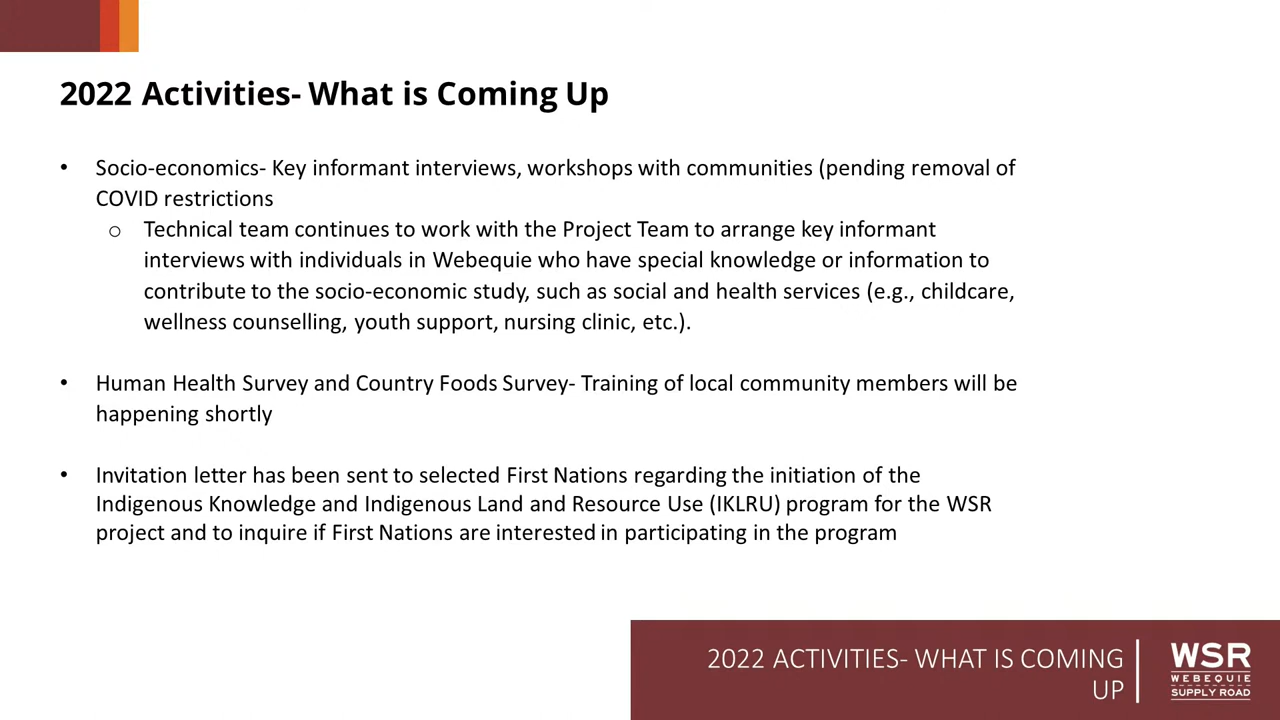 2022 Activities- What is Coming Up
• Socio-economics- Key informant interviews, workshops with communities (pending removal of
COVID restrictions
o Technical team continues to work with the Project Team to arrange key informant
interviews with individuals in Webequie who have special knowledge or information to
contribute to the socio-economic study, such as social and health services (e.g., childcare,
wellness counselling, youth support, nursing clinic, etc.).
• Human Health Survey and Country Foods Survey- Training of local community members will be
happening shortly
• Invitation letter has been sent to selected First Nations regarding the initiation of the
Indigenous Knowledge and Indigenous Land and Resource Use (IKLRU) program for the WSR
project and to inquire if First Nations are interested in participating in the program
2022 ACTIVITIES- WHAT IS COMING
UP
WSR
WEBEQUIE
SUPPLY ROAD